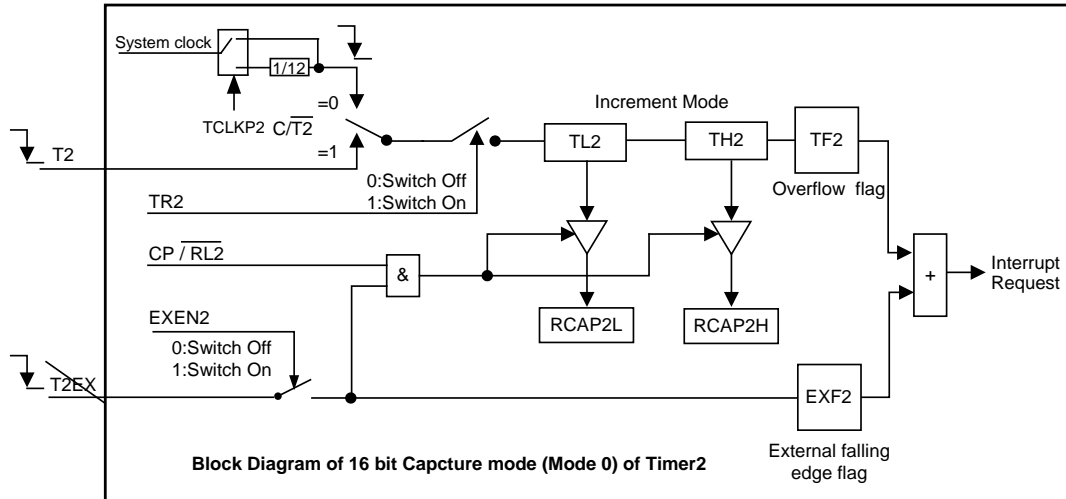 System clock
1/12
TCLKP2
C/T2
=0
=1
Increment Mode
TL2
TH2
TF2
Overflow flag
T2
0:Switch Off
1:Switch On
TR2
CP / RL2
&
+
Interrupt
Request
RCAP2L
RCAP2H
EXEN2
0:Switch Off
1:Switch On
T2EX
EXF2
External falling
edge flag
Block Diagram of 16 bit Capcture mode (Mode 0) of Timer2